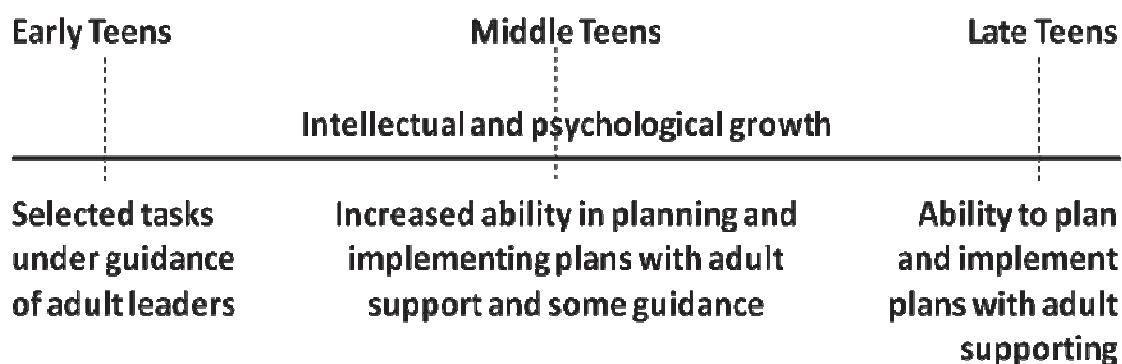 Early Teens
Middle Teens
Late Teens
Intellectual and psychological growth
Selected tasks
under guidance
of adult leaders
Increased ability in planning and
implementing plans with adult
support and some guidance
Ability to plan
and implement
plans with adult
supporting